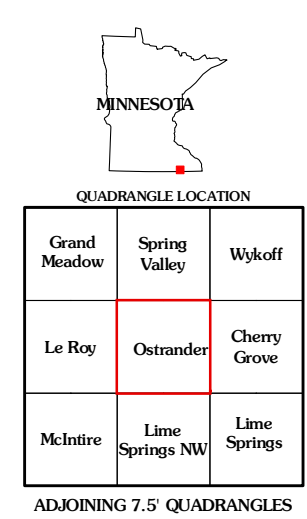 MINNESOTA
QUADRANGLE LOCATION
Grand
Meadow
Spring
Valley
Wykoff
Le Roy
Ostrander
Cherry
Grove
McIntire
Lime
Springs NW
Lime
Springs
ADJOINING 7.5' QUADRANGLES